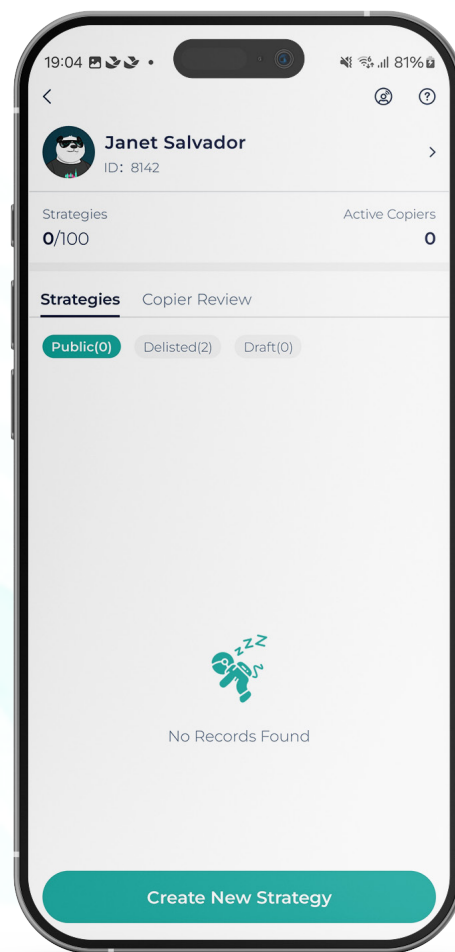 19:04 81%
Janet Salvador
ID: 8142
Strategies Active Copiers
0/100 0
Strategies Copier Review
Public(0) Delisted(2) Draft(0)
zzZ
No Records Found
Create New Strategy